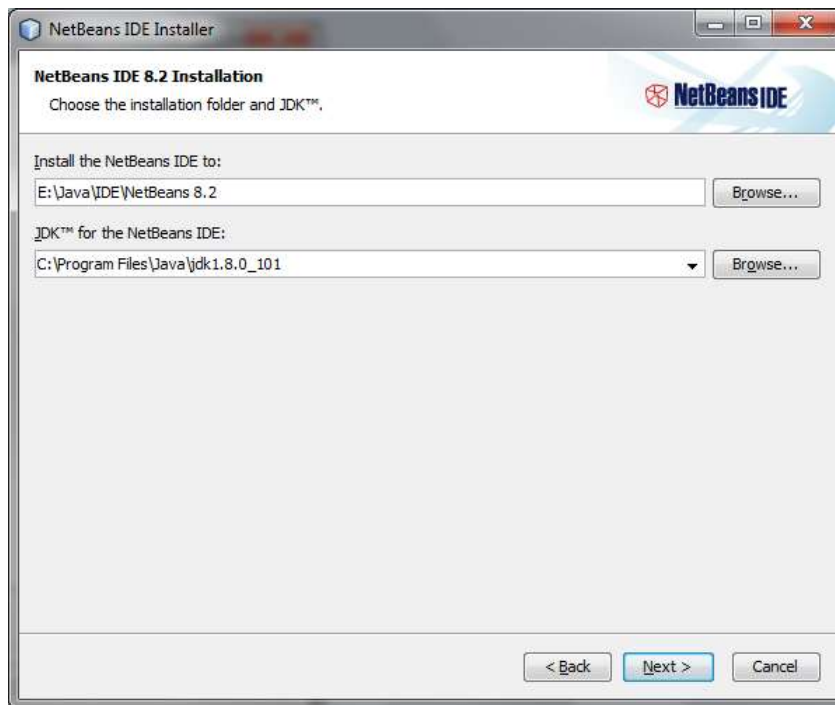 NetBeans IDE Installer
NetBeans IDE 8.2 Installation
Choose the installation folder and JDK™.
NetBeans IDE
Install the NetBeans IDE to:
E:\Java\IDE\NetBeans 8.2
Browse...
JDK™ for the NetBeans IDE:
C:\Program Files\Java\jdk1.8.0_101
Browse...
< Back
Next >
Cancel